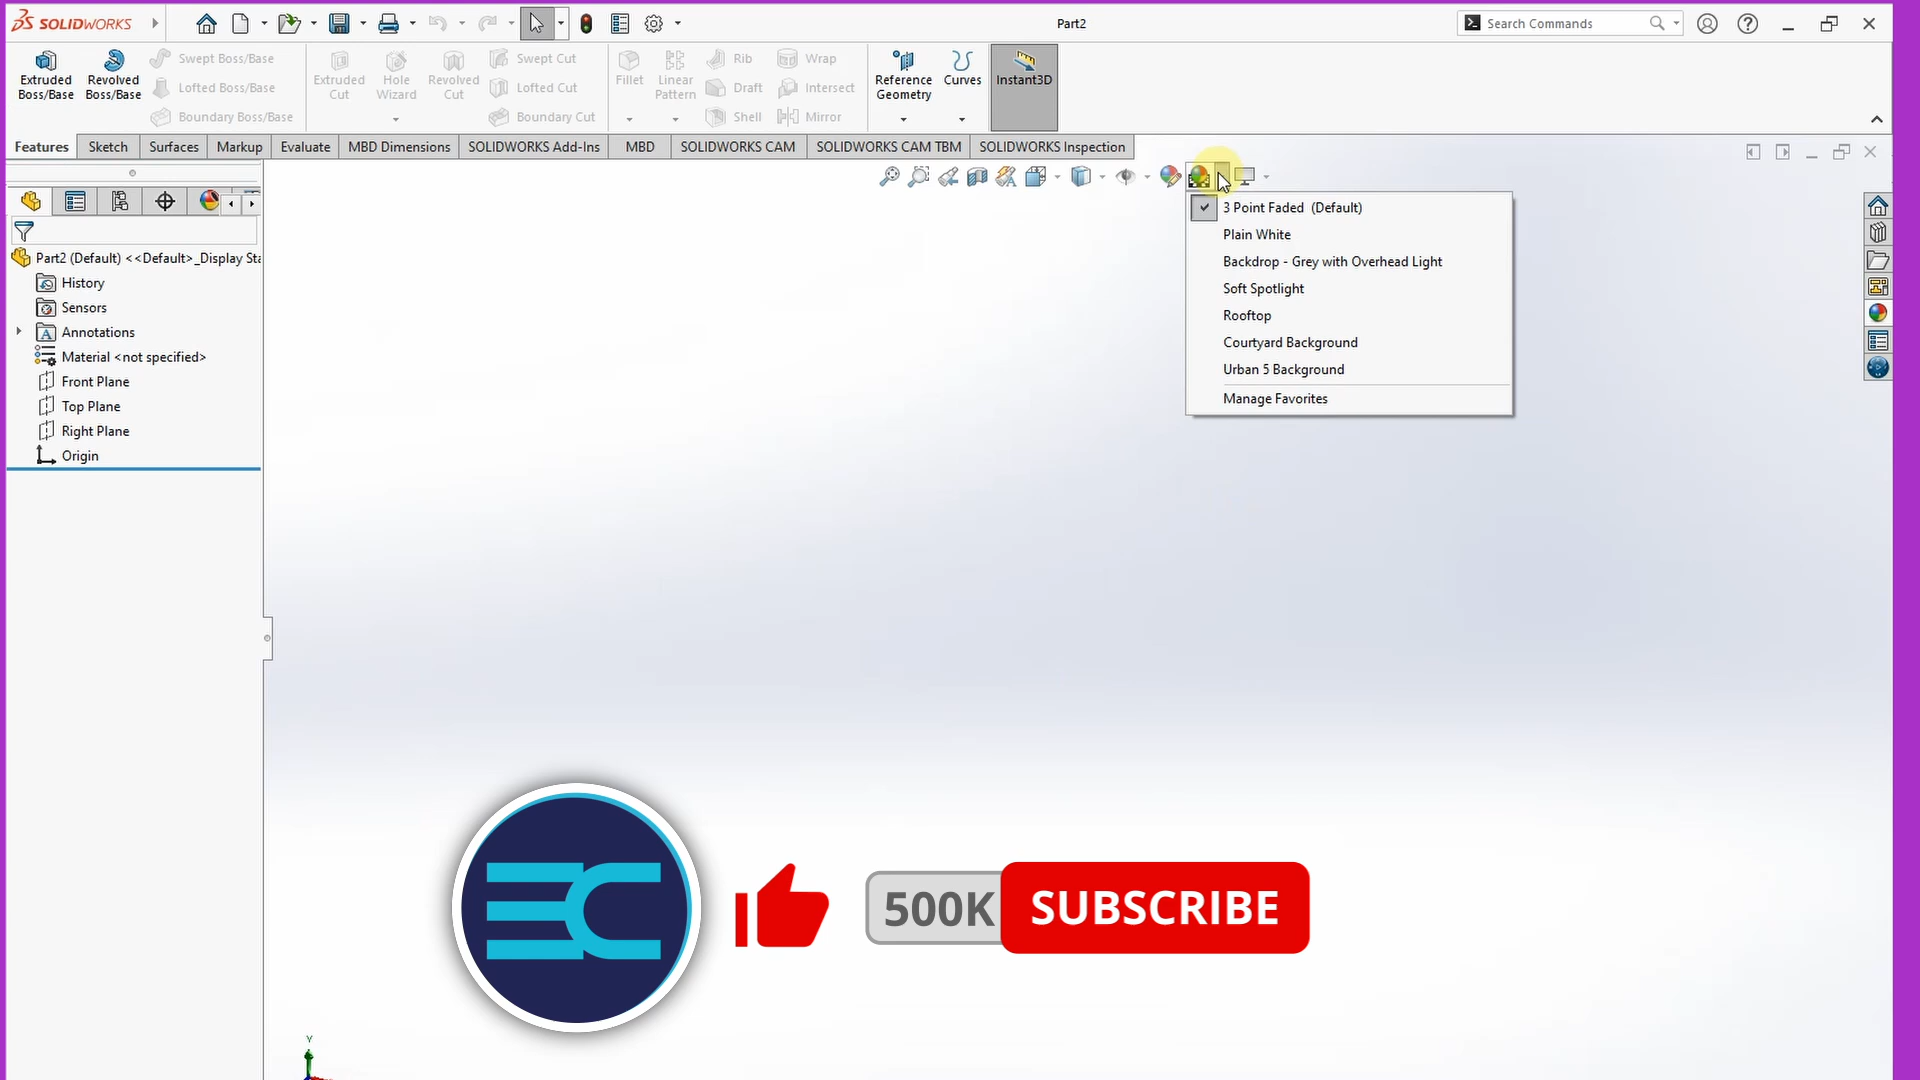 SOLIDWORKS
Part2
Search Commands
Extruded Boss/Base
Revolved Boss/Base
Swept Boss/Base
Lofted Boss/Base
Boundary Boss/Base
Extruded Cut
Hole Wizard
Revolved Cut
Swept Cut
Lofted Cut
Boundary Cut
Fillet
Linear Pattern
Rib
Draft
Shell
Wrap
Intersect
Mirror
Reference Geometry
Curves
Instant3D
Features
Sketch
Surfaces
Markup
Evaluate
MBD Dimensions
SOLIDWORKS Add-Ins
MBD
SOLIDWORKS CAM
SOLIDWORKS CAM TBM
SOLIDWORKS Inspection
Part2 (Default) <<Default>_Display Sta
History
Sensors
Annotations
Material <not specified>
Front Plane
Top Plane
Right Plane
Origin
3 Point Faded (Default)
Plain White
Backdrop - Grey with Overhead Light
Soft Spotlight
Rooftop
Courtyard Background
Urban 5 Background
Manage Favorites
EC
500K
SUBSCRIBE
Y